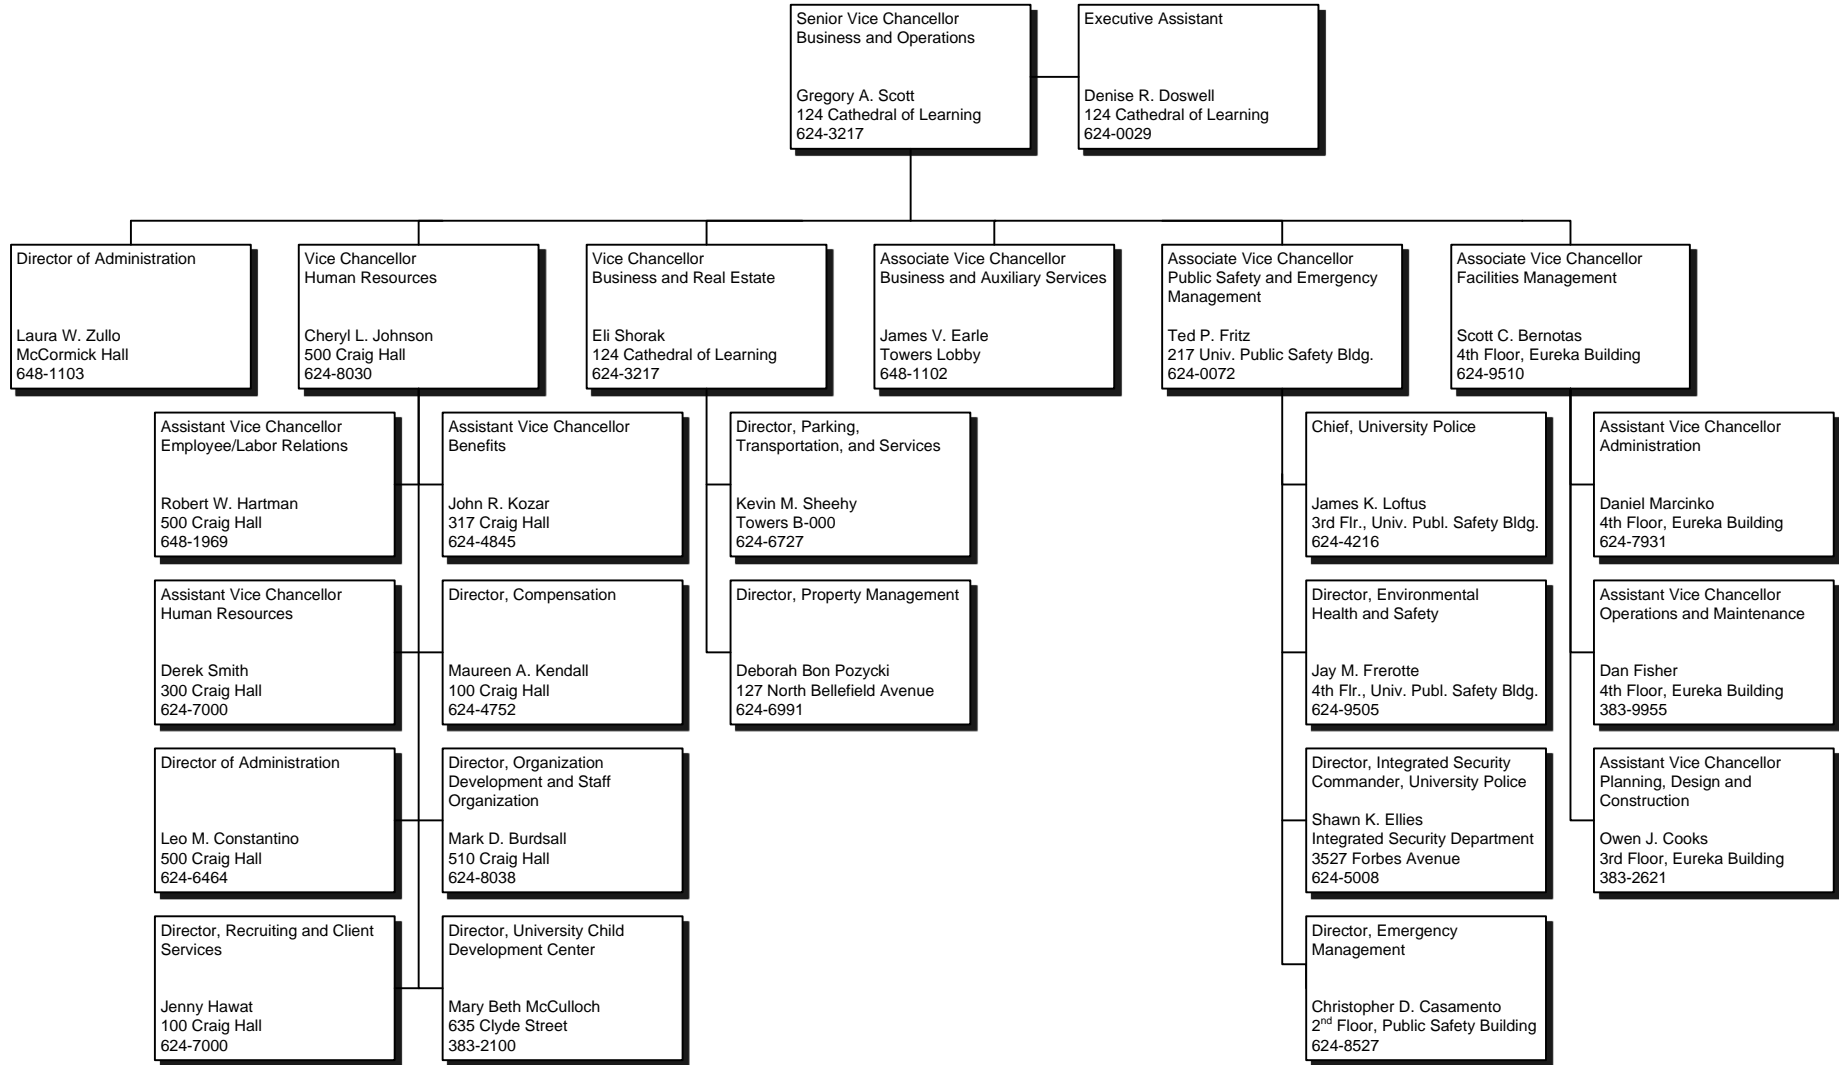 Senior Vice Chancellor
Business and Operations
Gregory A. Scott
124 Cathedral of Learning
624-3217
Executive Assistant
Denise R. Doswell
124 Cathedral of Learning
624-0029
Director of Administration
Laura W. Zullo
McCormick Hall
648-1103
Vice Chancellor
Human Resources
Cheryl L. Johnson
500 Craig Hall
624-8030
Vice Chancellor
Business and Real Estate
Eli Shorak
124 Cathedral of Learning
624-3217
Associate Vice Chancellor
Business and Auxiliary Services
James V. Earle
Towers Lobby
648-1102
Associate Vice Chancellor
Public Safety and Emergency
Management
Ted P. Fritz
217 Univ. Public Safety Bldg.
624-0072
Associate Vice Chancellor
Facilities Management
Scott C. Bernotas
4th Floor, Eureka Building
624-9510
Assistant Vice Chancellor
Employee/Labor Relations
Robert W. Hartman
500 Craig Hall
648-1969
Assistant Vice Chancellor
Benefits
John R. Kozar
317 Craig Hall
624-4845
Director, Parking,
Transportation, and Services
Kevin M. Sheehy
Towers B-000
624-6727
Chief, University Police
James K. Loftus
3rd Flr., Univ. Publ. Safety Bldg.
624-4216
Assistant Vice Chancellor
Administration
Daniel Marcinko
4th Floor, Eureka Building
624-7931
Assistant Vice Chancellor
Human Resources
Derek Smith
300 Craig Hall
624-7000
Director, Compensation
Maureen A. Kendall
100 Craig Hall
624-4752
Director, Property Management
Deborah Bon Pozycki
127 North Bellefield Avenue
624-6991
Director, Environmental
Health and Safety
Jay M. Frerotte
4th Flr., Univ. Publ. Safety Bldg.
624-9505
Assistant Vice Chancellor
Operations and Maintenance
Dan Fisher
4th Floor, Eureka Building
383-9955
Director of Administration
Leo M. Constantino
500 Craig Hall
624-6464
Director, Organization
Development and Staff
Organization
Mark D. Burdsall
510 Craig Hall
624-8038
Director, Integrated Security
Commander, University Police
Shawn K. Ellies
Integrated Security Department
3527 Forbes Avenue
624-5008
Assistant Vice Chancellor
Planning, Design and
Construction
Owen J. Cooks
3rd Floor, Eureka Building
383-2621
Director, Recruiting and Client
Services
Jenny Hawat
100 Craig Hall
624-7000
Director, University Child
Development Center
Mary Beth McCulloch
635 Clyde Street
383-2100
Director, Emergency
Management
Christopher D. Casamento
2nd Floor, Public Safety Building
624-8527